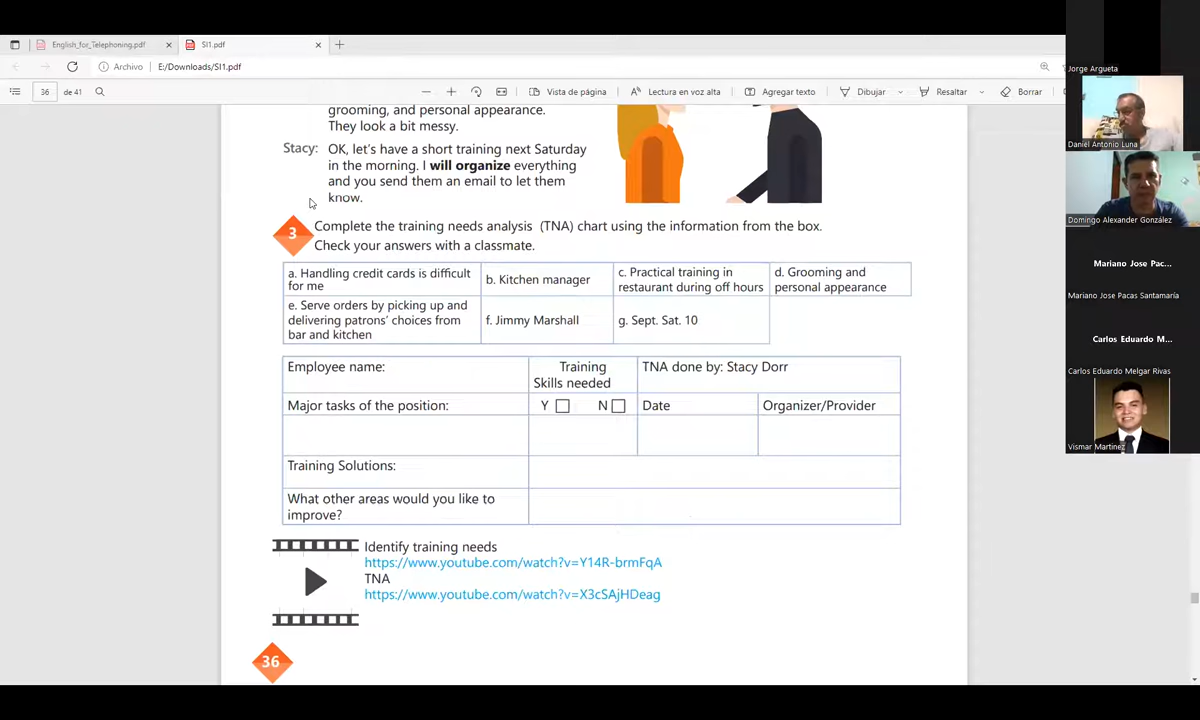 English_for_Telephoning.pdf
SI1.pdf
Archivo
E:/Downloads/SI1.pdf
36
de 41
Vista de página
Lectura en voz alta
Agregar texto
Dibujar
Resaltar
Borrar
grooming, and personal appearance.
They look a bit messy.
Stacy: OK, let's have a short training next Saturday
in the morning. I will organize everything
and you send them an email to let them
know.
3
Complete the training needs analysis (TNA) chart using the information from the box.
Check your answers with a classmate.
a. Handling credit cards is difficult
for me
b. Kitchen manager
c. Practical training in
restaurant during off hours
d. Grooming and
personal appearance
e. Serve orders by picking up and
delivering patrons' choices from
bar and kitchen
f. Jimmy Marshall
g. Sept. Sat. 10
Employee name:
Training
Skills needed
TNA done by: Stacy Dorr
Major tasks of the position:
Y N
Date
Organizer/Provider
Training Solutions:
What other areas would you like to
improve?
Identify training needs
https://www.youtube.com/watch?v=Y14R-brmFqA
TNA
https://www.youtube.com/watch?v=X3cSAjHDeag
36
Jorge Argueta
Daniel Antonio Luna
Domingo Alexander González
Mariano Jose Pac...
Mariano Jose Pacas Santamaría
Carlos Eduardo M...
Carlos Eduardo Melgar Rivas
Vismar Martinez